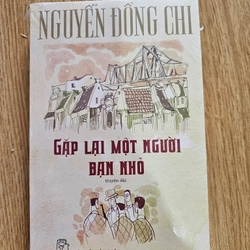 NGUYỄN ĐỔNG CHI
GẶP LẠI MỘT NGƯỜI
BẠN NHỎ
truyện dài